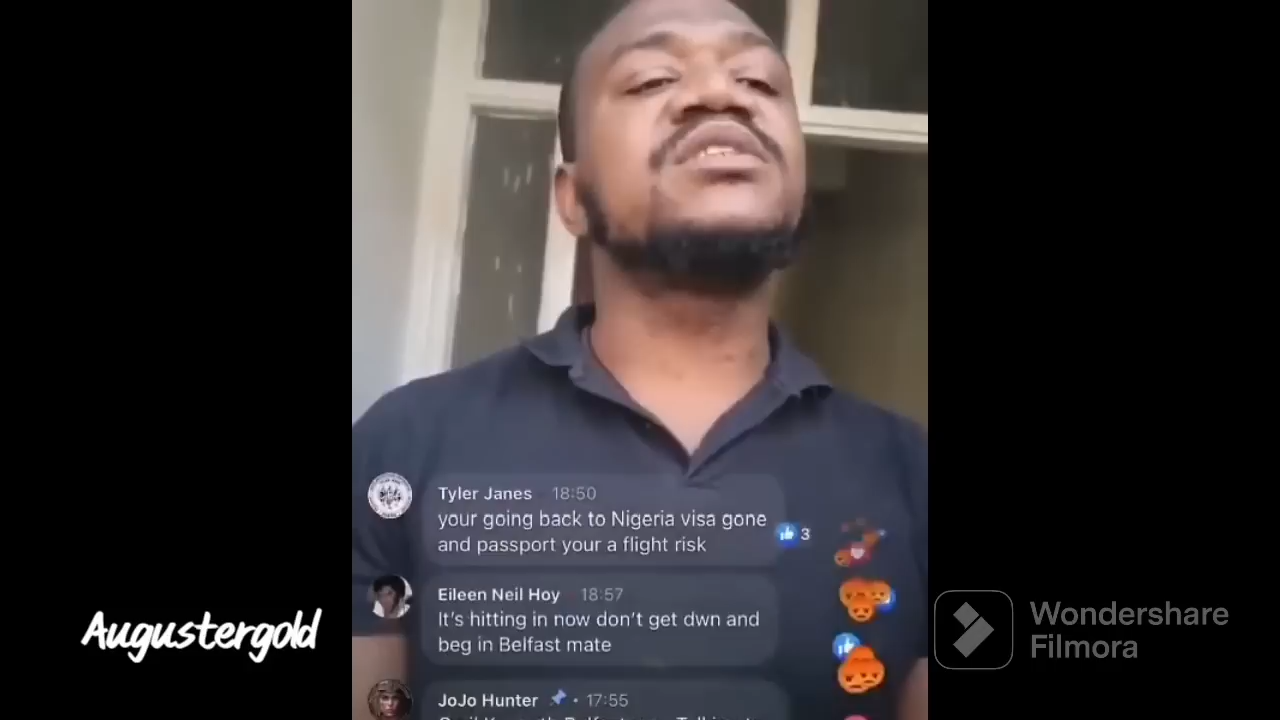 Tyler Janes 18:50
your going back to Nigeria visa gone
and passport your a flight risk
3
Eileen Neil Hoy 18:57
It's hitting in now don't get dwn and
beg in Belfast mate
JoJo Hunter • 17:55
Augustergold
Wondershare
Filmora